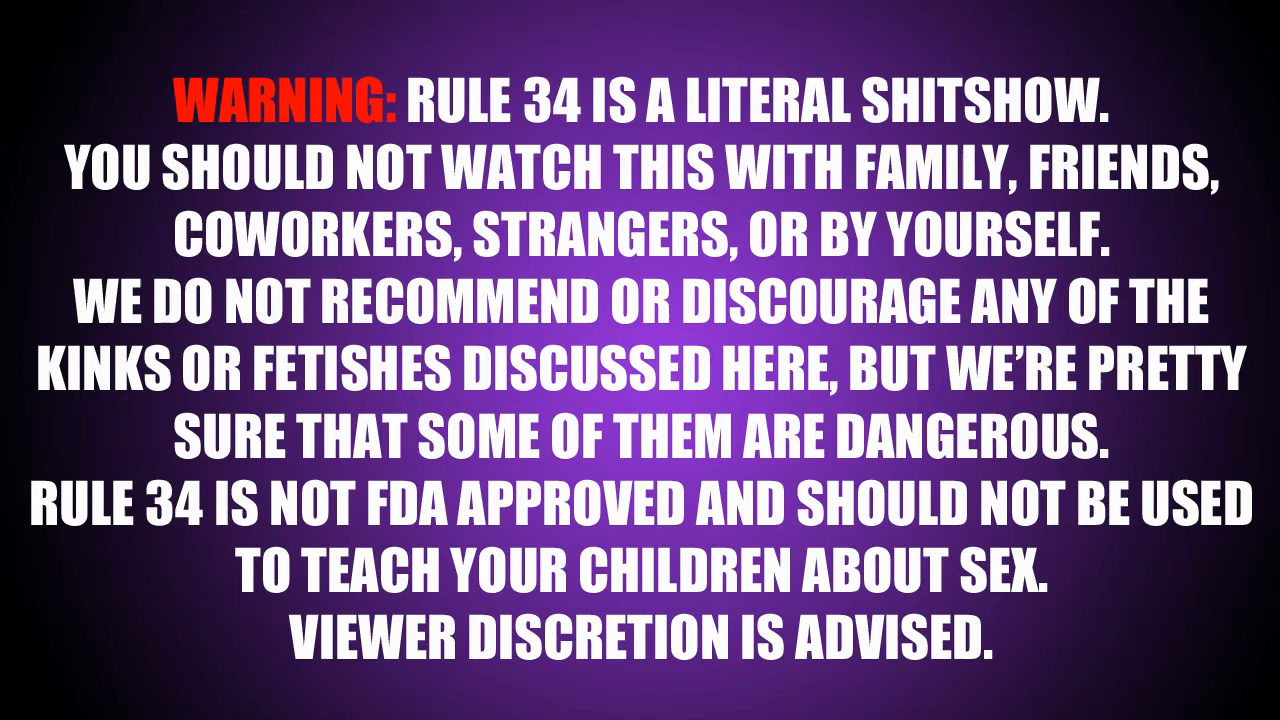 WARNING: RULE 34 IS A LITERAL SHITSHOW.
YOU SHOULD NOT WATCH THIS WITH FAMILY, FRIENDS,
COWORKERS, STRANGERS, OR BY YOURSELF.
WE DO NOT RECOMMEND OR DISCOURAGE ANY OF THE
KINKS OR FETISHES DISCUSSED HERE, BUT WE’RE PRETTY
SURE THAT SOME OF THEM ARE DANGEROUS.
RULE 34 IS NOT FDA APPROVED AND SHOULD NOT BE USED
TO TEACH YOUR CHILDREN ABOUT SEX.
VIEWER DISCRETION IS ADVISED.